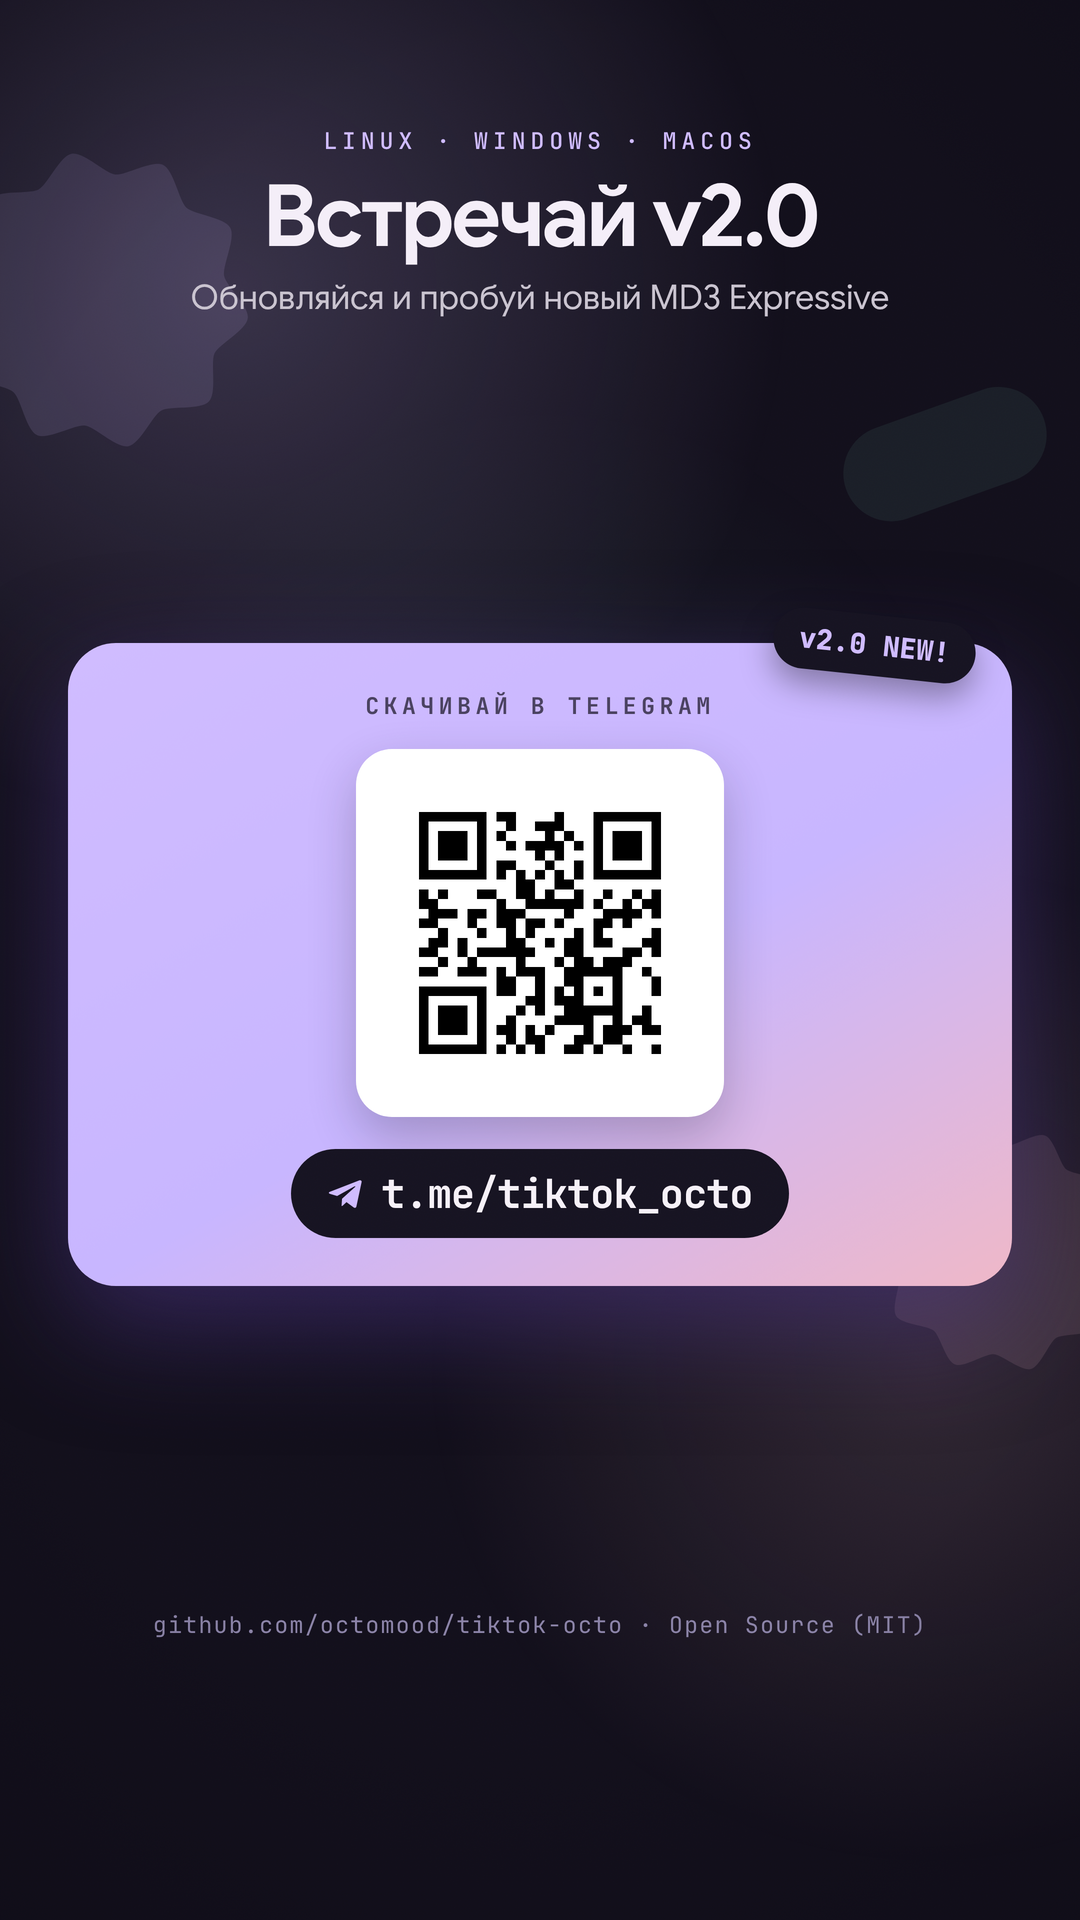 LINUX · WINDOWS · MACOS
Встречай v2.0
Обновляйся и пробуй новый MD3 Expressive
v2.0 NEW!
СКАЧИВАЙ В TELEGRAM
t.me/tiktok_octo
github.com/octomood/tiktok-octo · Open Source (MIT)